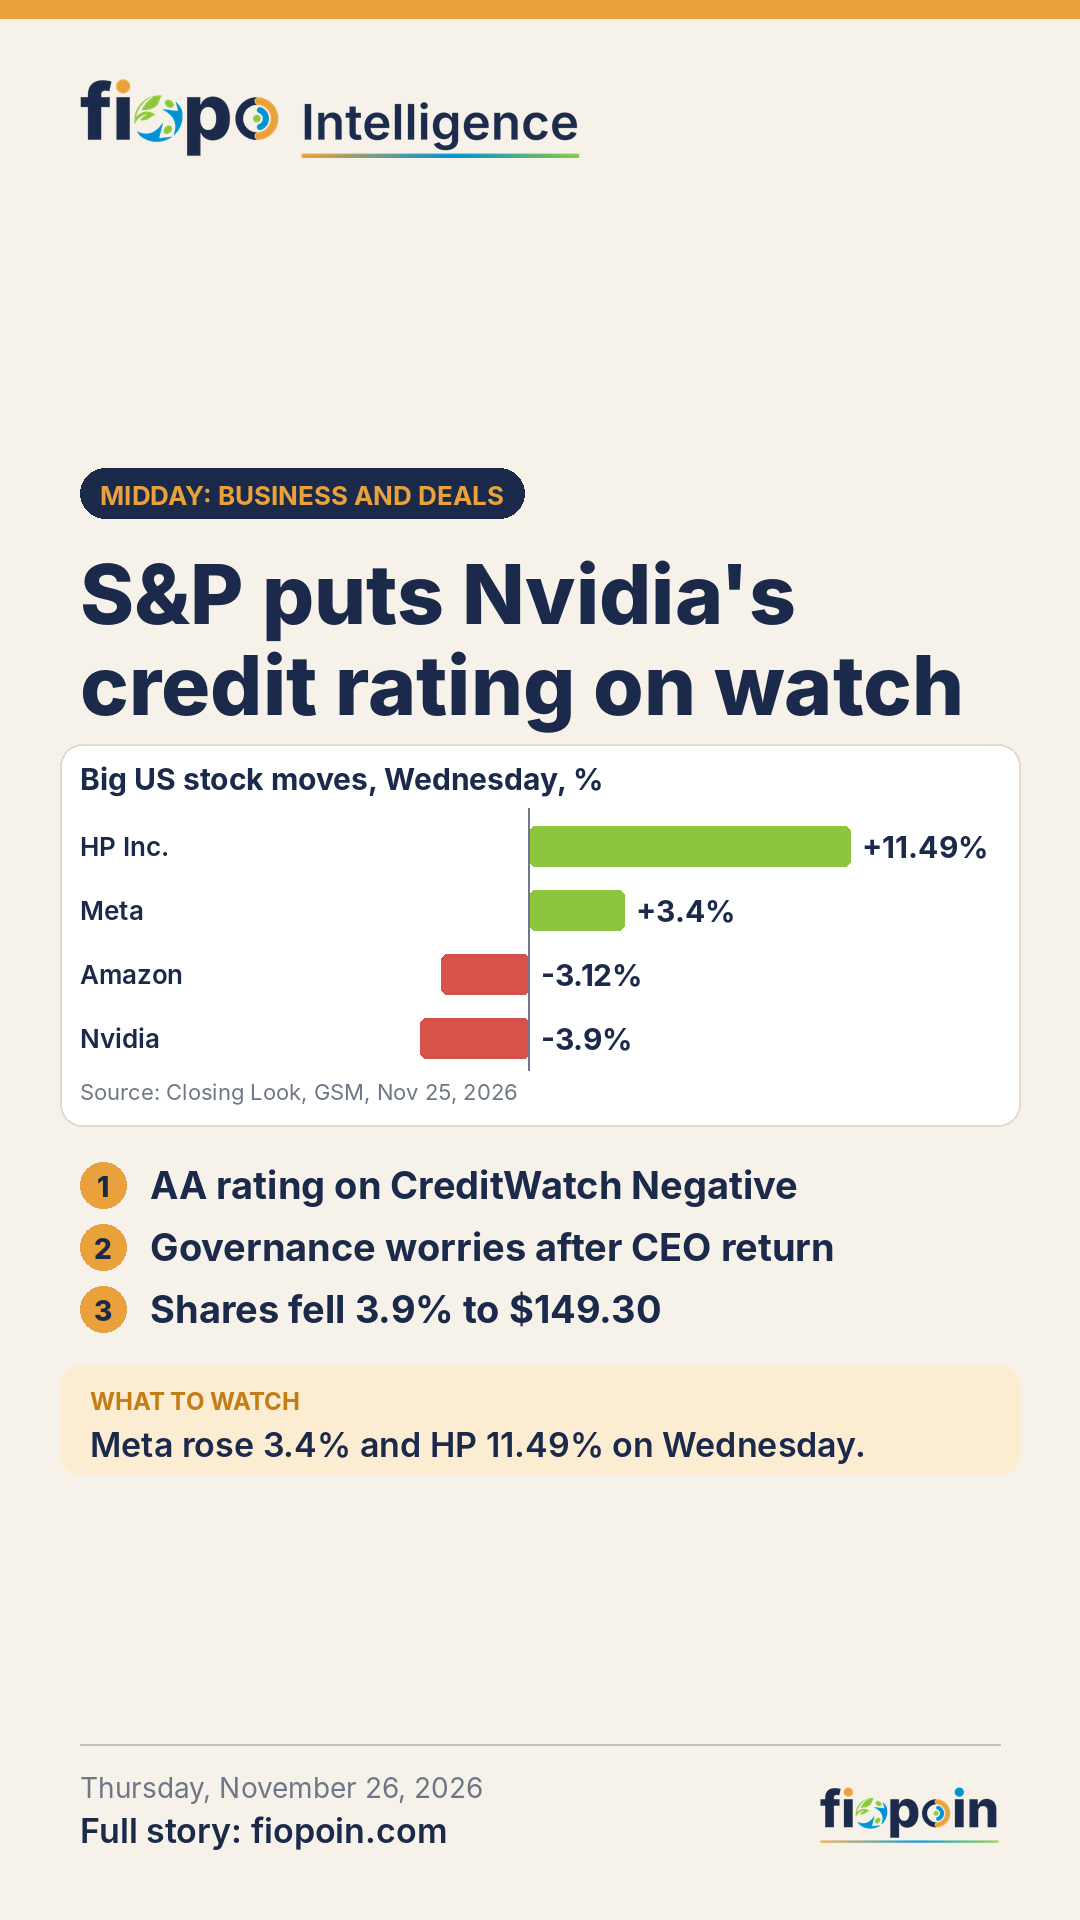 fiopo Intelligence
MIDDAY: BUSINESS AND DEALS
S&P puts Nvidia's
credit rating on watch
Big US stock moves, Wednesday, %
HP Inc. +11.49%
Meta +3.4%
Amazon -3.12%
Nvidia -3.9%
Source: Closing Look, GSM, Nov 25, 2026
1 AA rating on CreditWatch Negative
2 Governance worries after CEO return
3 Shares fell 3.9% to $149.30
WHAT TO WATCH
Meta rose 3.4% and HP 11.49% on Wednesday.
Thursday, November 26, 2026
Full story: fiopoin.com
fiopoin